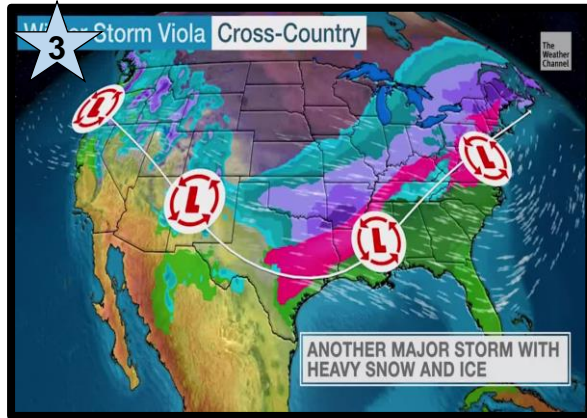 3
Storm Viola Cross-Country
The
Weather
Channel
L
L
L
L
ANOTHER MAJOR STORM WITH
HEAVY SNOW AND ICE